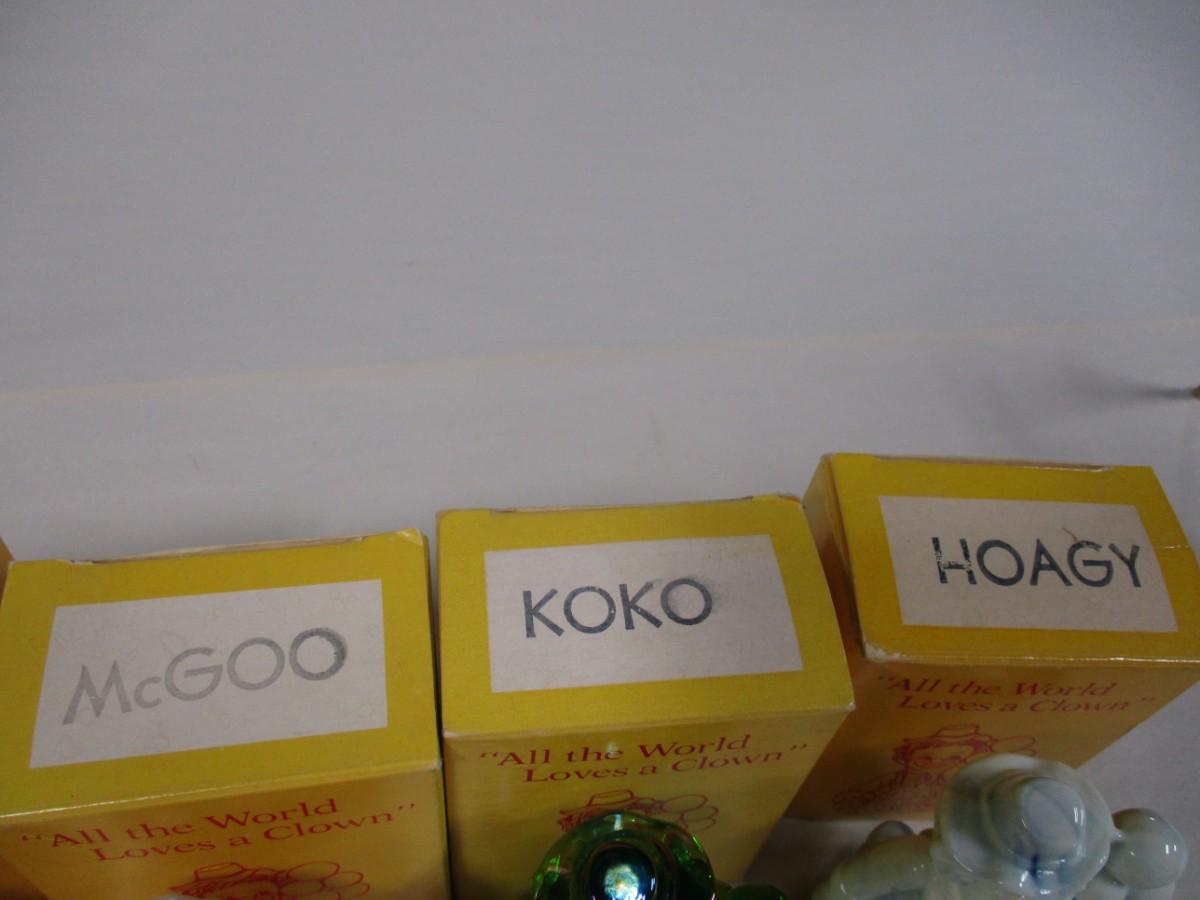 McGOO
"All the World
Loves a Clown"
KOKO
"All the World
Loves a Clown"
HOAGY
"All the World
Loves a Clown"